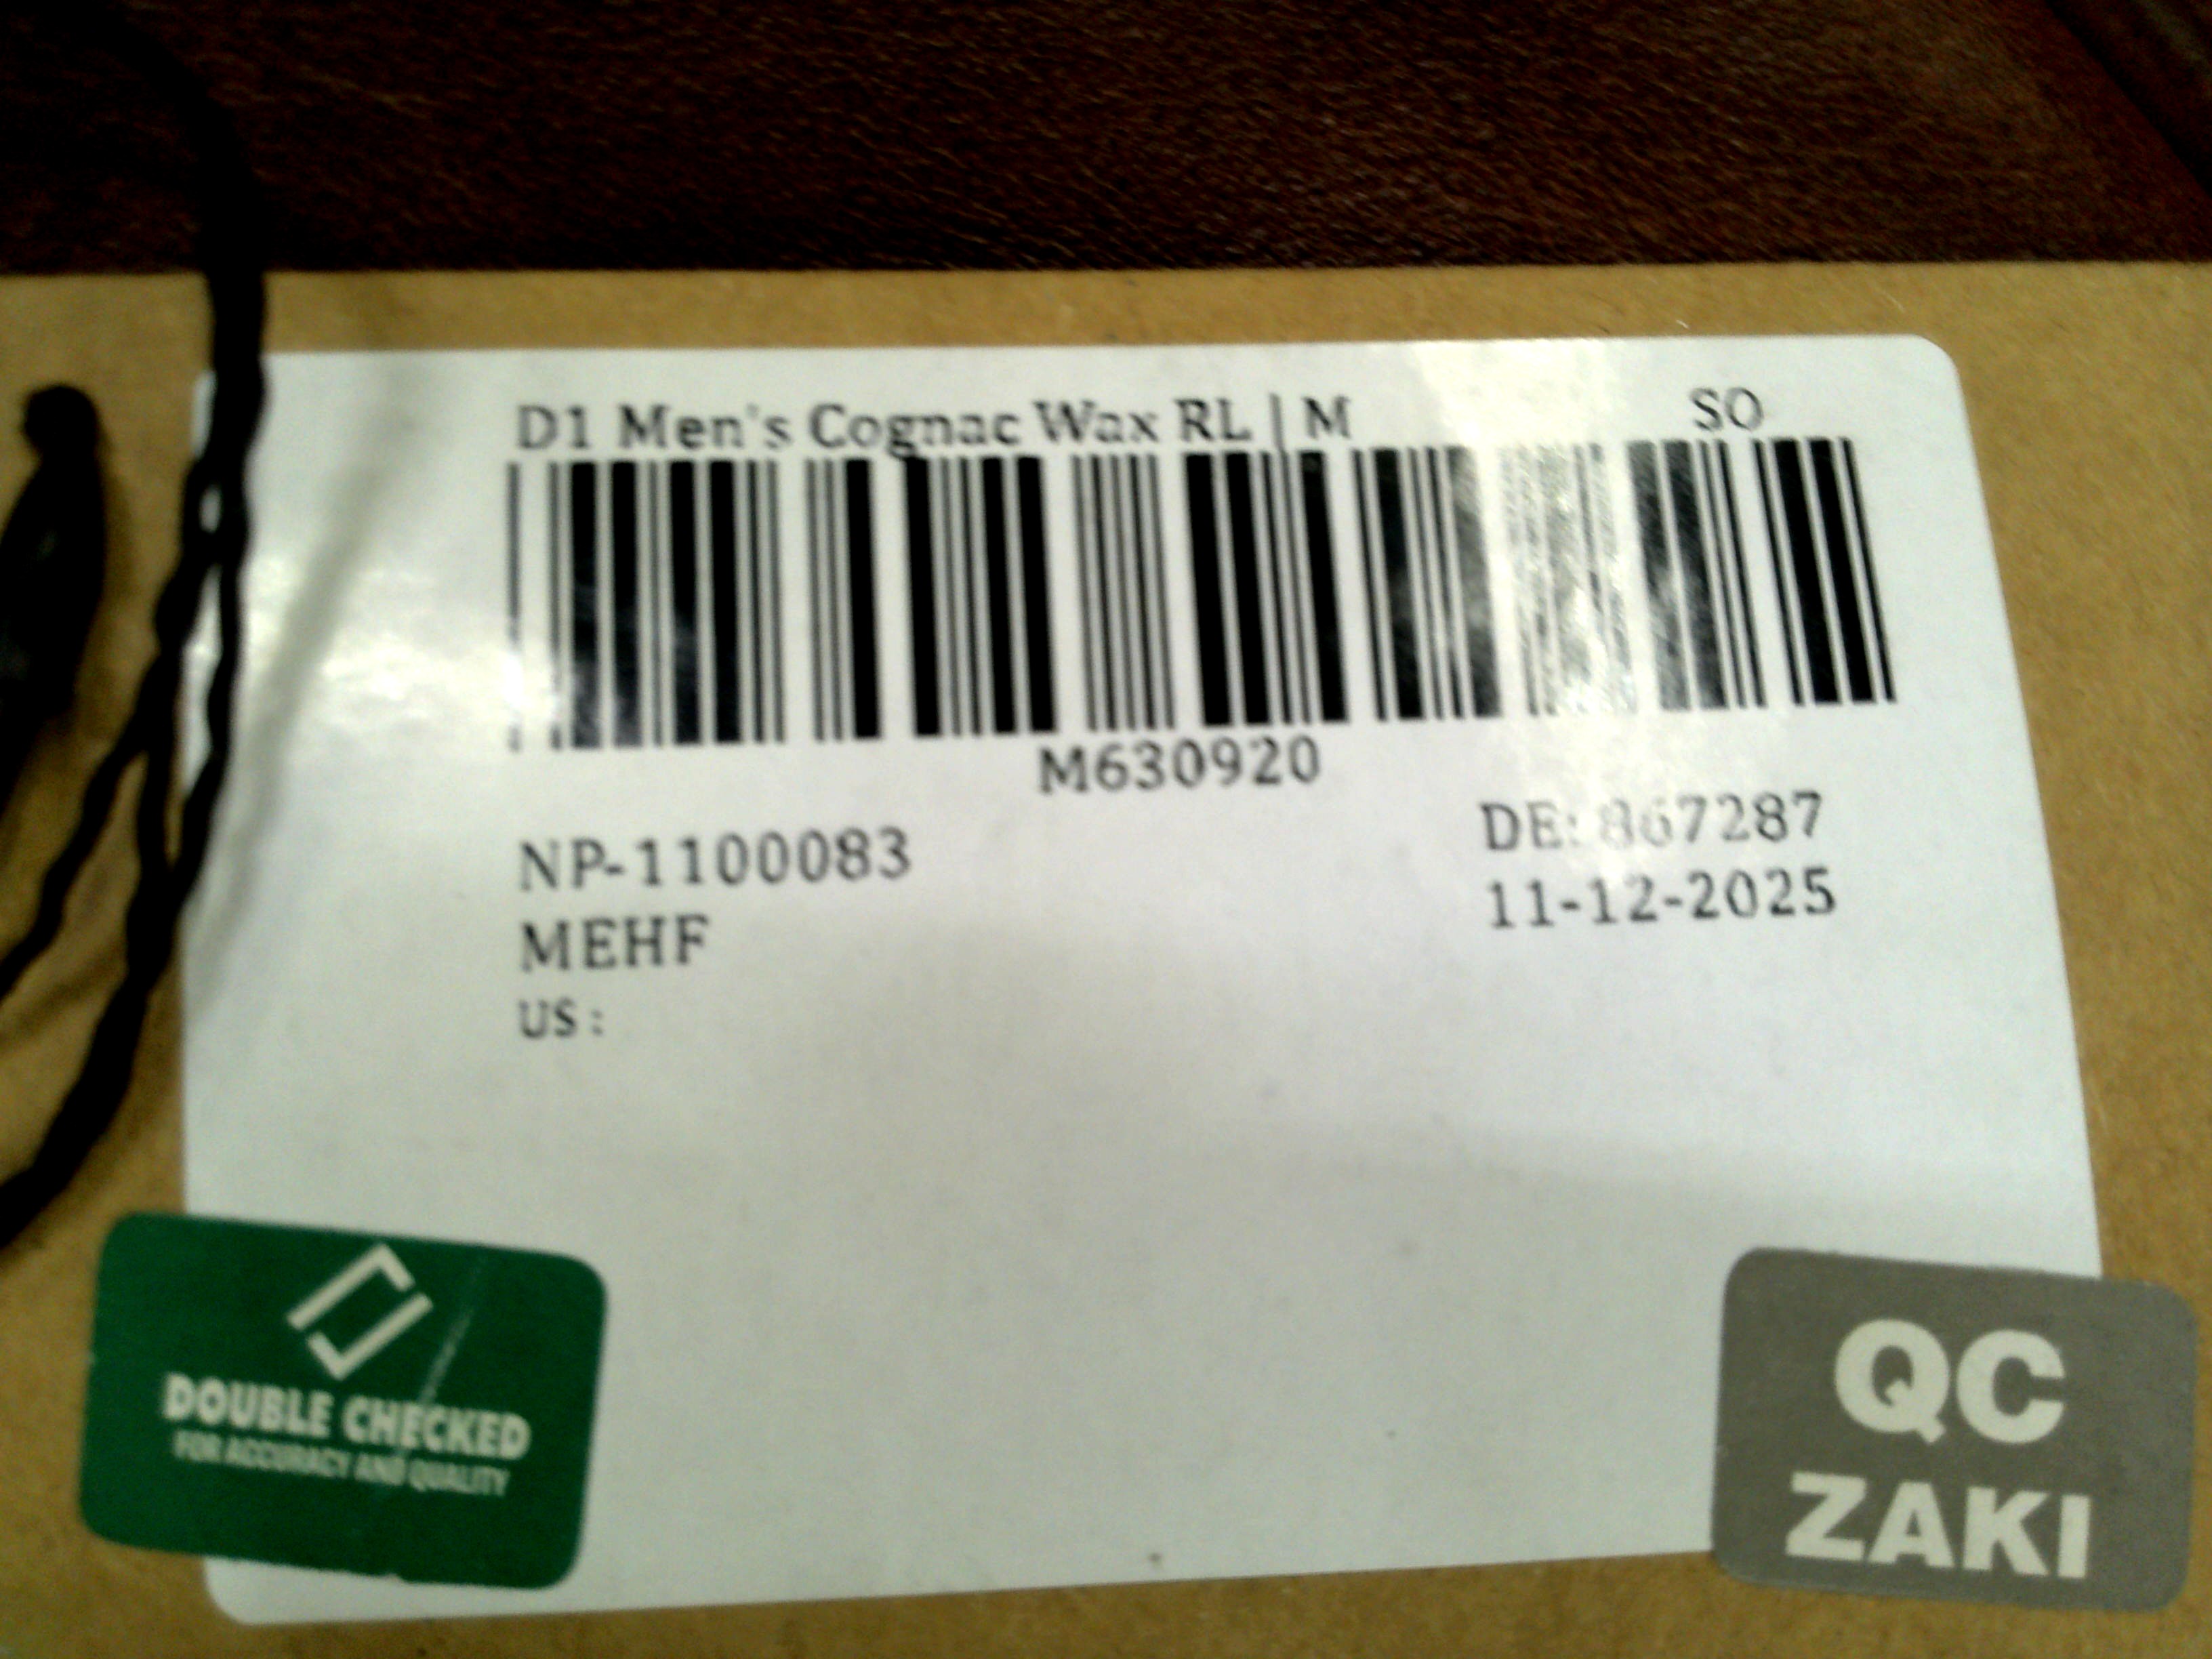 D1 Men's Cognac Wax RL | M
SO
M630920
NP-1100083
DE: 867287
MEHF
11-12-2025
US :
DOUBLE CHECKED
FOR ACCURACY AND QUALITY
QC
ZAKI